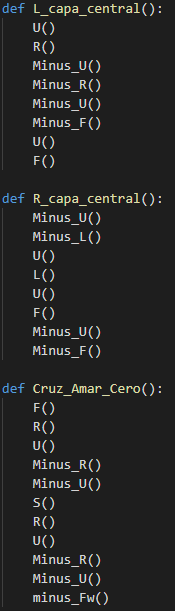 def L_capa_central():
    U()
    R()
    Minus_U()
    Minus_R()
    Minus_U()
    Minus_F()
    U()
    F()

def R_capa_central():
    Minus_U()
    Minus_L()
    U()
    L()
    U()
    F()
    Minus_U()
    Minus_F()

def Cruz_Amar_Cero():
    F()
    R()
    U()
    Minus_R()
    Minus_U()
    S()
    R()
    U()
    Minus_R()
    Minus_U()
    minus_Fw()